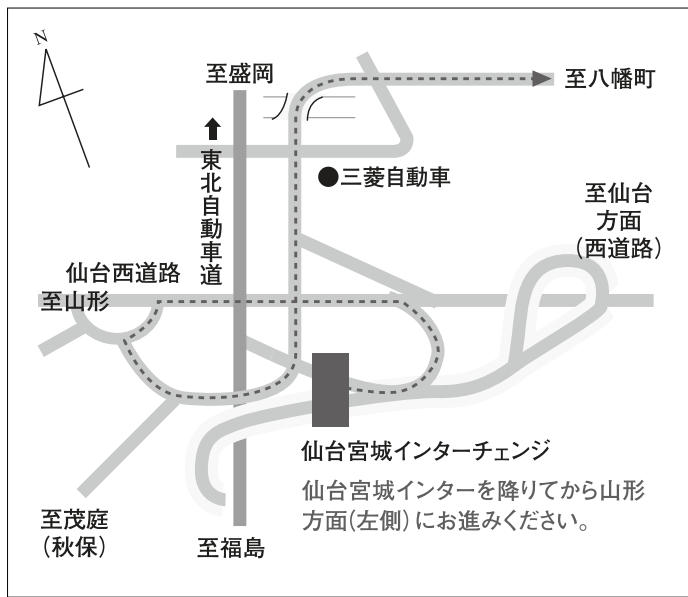 N
至盛岡
至八幡町
東北自動車道
●三菱自動車
至仙台
方面
(西道路)
仙台西道路
至山形
仙台宮城インターチェンジ
仙台宮城インターを降りてから山形
方面(左側)にお進みください。
至茂庭
(秋保)
至福島